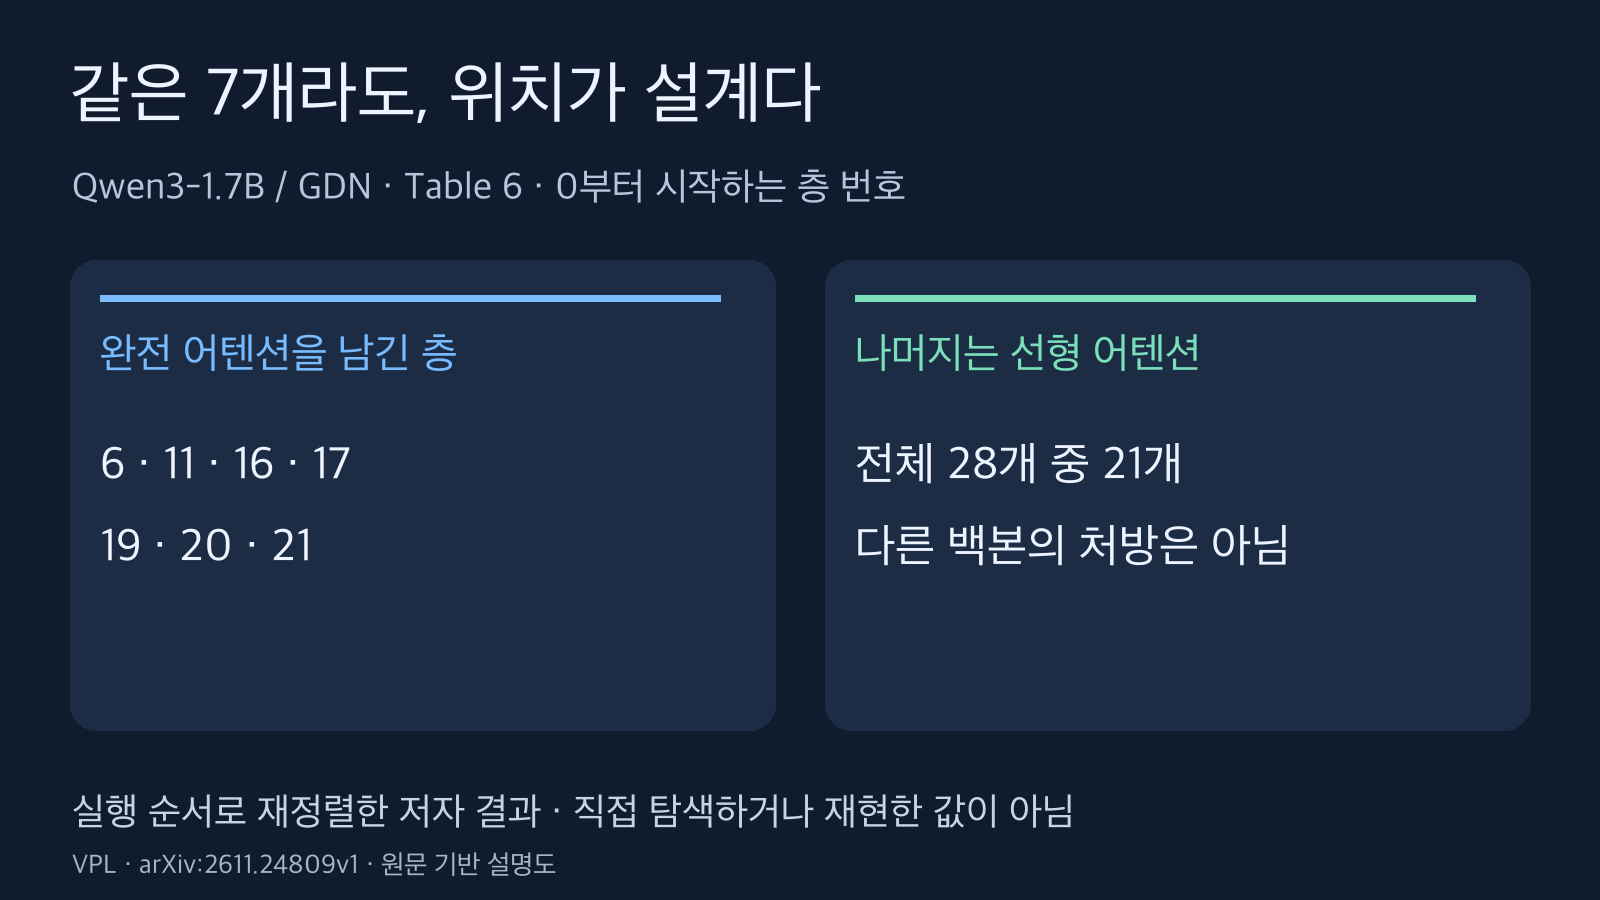 같은 7개라도, 위치가 설계다
Qwen3-1.7B / GDN · Table 6 · 0부터 시작하는 층 번호
완전 어텐션을 남긴 층
6 · 11 · 16 · 17
19 · 20 · 21
나머지는 선형 어텐션
전체 28개 중 21개
다른 백본의 처방은 아님
실행 순서로 재정렬한 저자 결과 · 직접 탐색하거나 재현한 값이 아님
VPL · arXiv:2611.24809v1 · 원문 기반 설명도